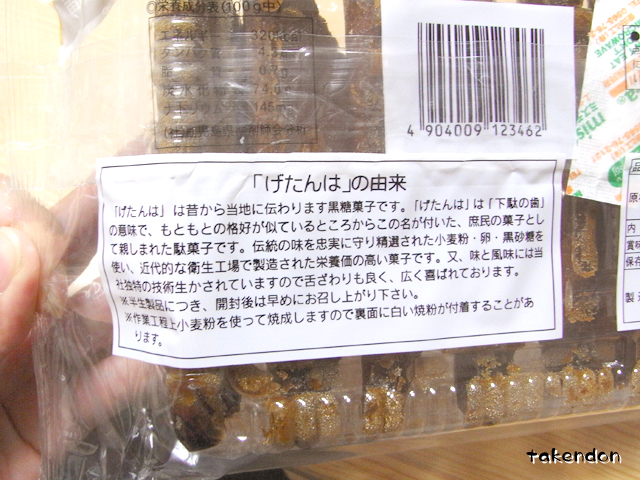 栄養成分表(100g中)
4 904009 123462
「げたんは」の由来
「げたんは」は昔から当地に伝わります黒糖菓子です。「げたんは」は「下駄の歯」
の意味で、もともとの格好が似ているところからこの名が付いた、庶民の菓子とし
て親しまれた駄菓子です。伝統の味を忠実に守り精選された小麦粉・卵・黒砂糖を
使い、近代的な衛生工場で製造された栄養価の高い菓子です。又、味と風味には当
社独特の技術生かされていますので舌ざわりも良く、広く喜ばれております。
※半生製品につき、開封後は早めにお召し上がり下さい。
※作業工程上小麦粉を使って焼成しますので裏面に白い焼粉が付着することがあ
ります。
takendon